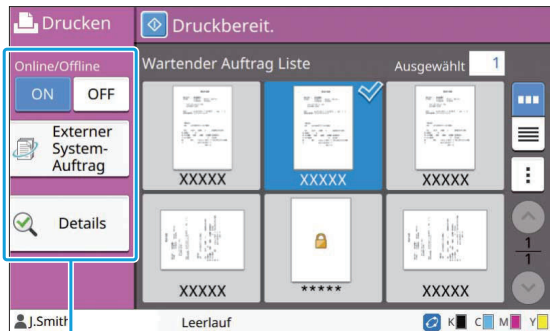 Drucken
Druckbereit.
Online/Offline
ON OFF
Externer
System-
Auftrag
Details
Wartender Auftrag Liste
Ausgewählt 1
XXXXX XXXXX XXXXX
XXXXX ***** XXXXX
1
1
J.Smith
Leerlauf
K C M Y